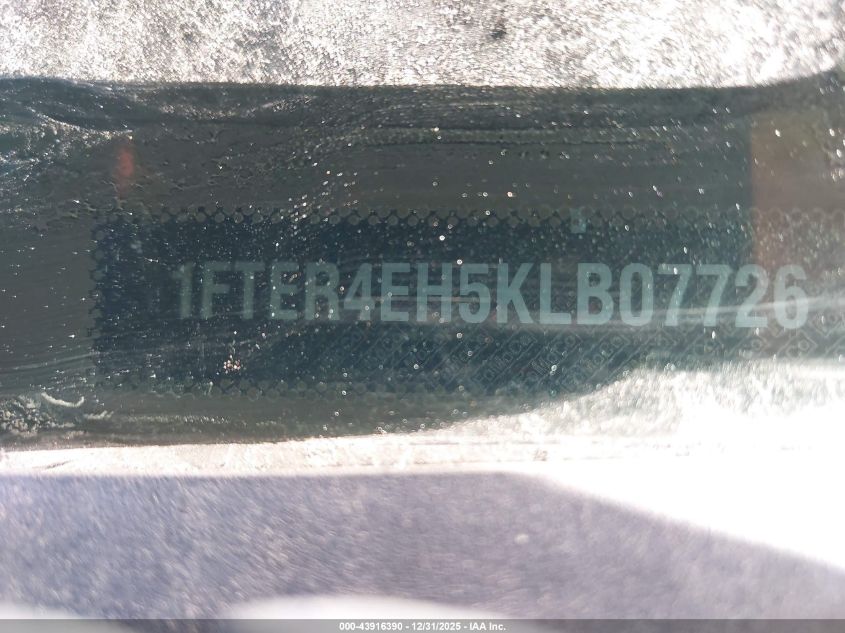 1FTER4EH5KLB07726
000-43916390 - 12/31/2025 - IAA Inc.